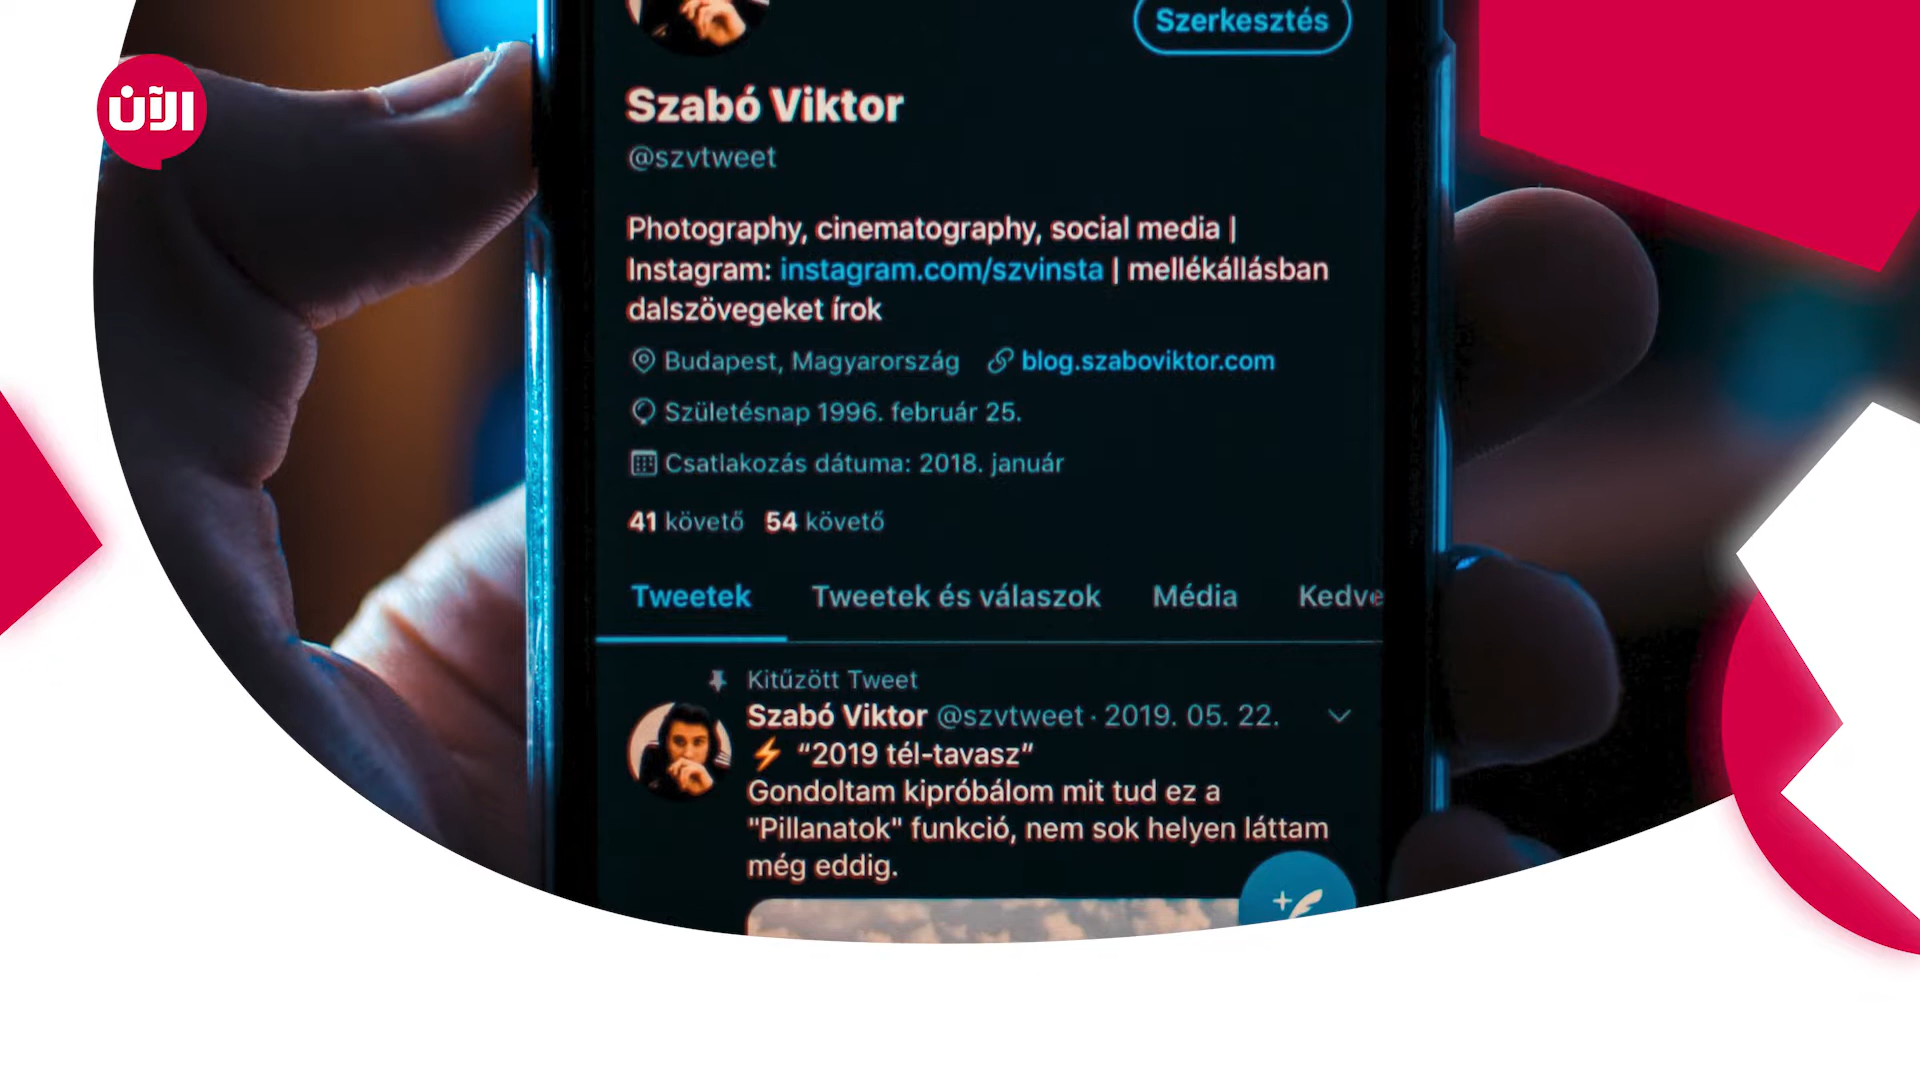 Szerkesztés
الآن
Szabó Viktor
@szvtweet
Photography, cinematography, social media |
Instagram: instagram.com/szvinsta | mellékállásban
dalszövegeket írok
Budapest, Magyarország blog.szaboviktor.com
Születésnap 1996. február 25.
Csatlakozás dátuma: 2018. január
41 követő 54 követő
Tweetek Tweetek és válaszok Média Kedve
Kitűzött Tweet
Szabó Viktor @szvtweet · 2019. 05. 22.
⚡ “2019 tél-tavasz”
Gondoltam kipróbálom mit tud ez a
"Pillanatok" funkció, nem sok helyen láttam
még eddig.